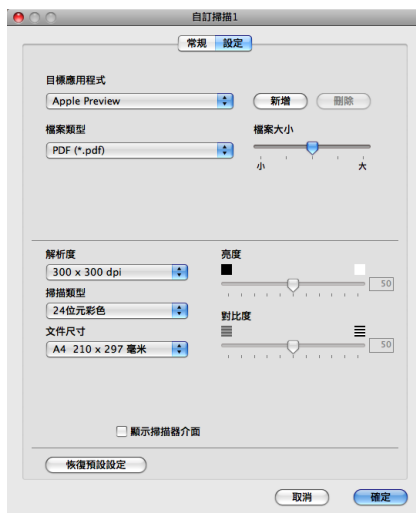 自訂掃描1
常規 設定
目標應用程式
Apple Preview 新增 刪除
檔案類型 檔案大小
PDF (*.pdf)
小 大
解析度 亮度
300 x 300 dpi 50
掃描類型
24位元彩色 對比度
文件尺寸
A4 210 x 297 毫米 50
顯示掃描器介面
恢復預設設定
取消 確定